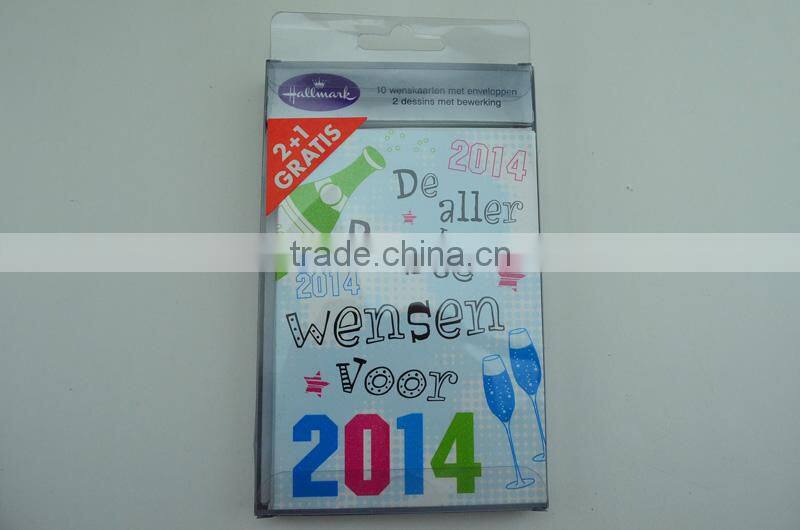 Hallmark
10 wenskaarten met enveloppen
2 dessins met bewerking
2+1
GRATIS
2014
De
aller
trade.china.cn
2014
wensen
voor
2014